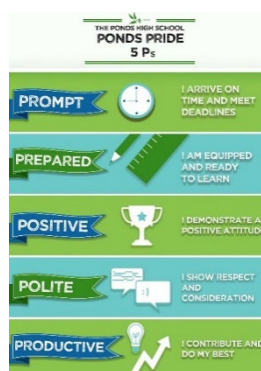 THE PONDS HIGH SCHOOL
PONDS PRIDE
5 Ps
PROMPT
I ARRIVE ON
TIME AND MEET
DEADLINES
PREPARED
I AM EQUIPPED
AND READY
TO LEARN
POSITIVE
I DEMONSTRATE A
POSITIVE ATTITUD
POLITE
:)
I SHOW RESPECT
AND
CONSIDERATION
PRODUCTIVE
I CONTRIBUTE AND
DO MY BEST